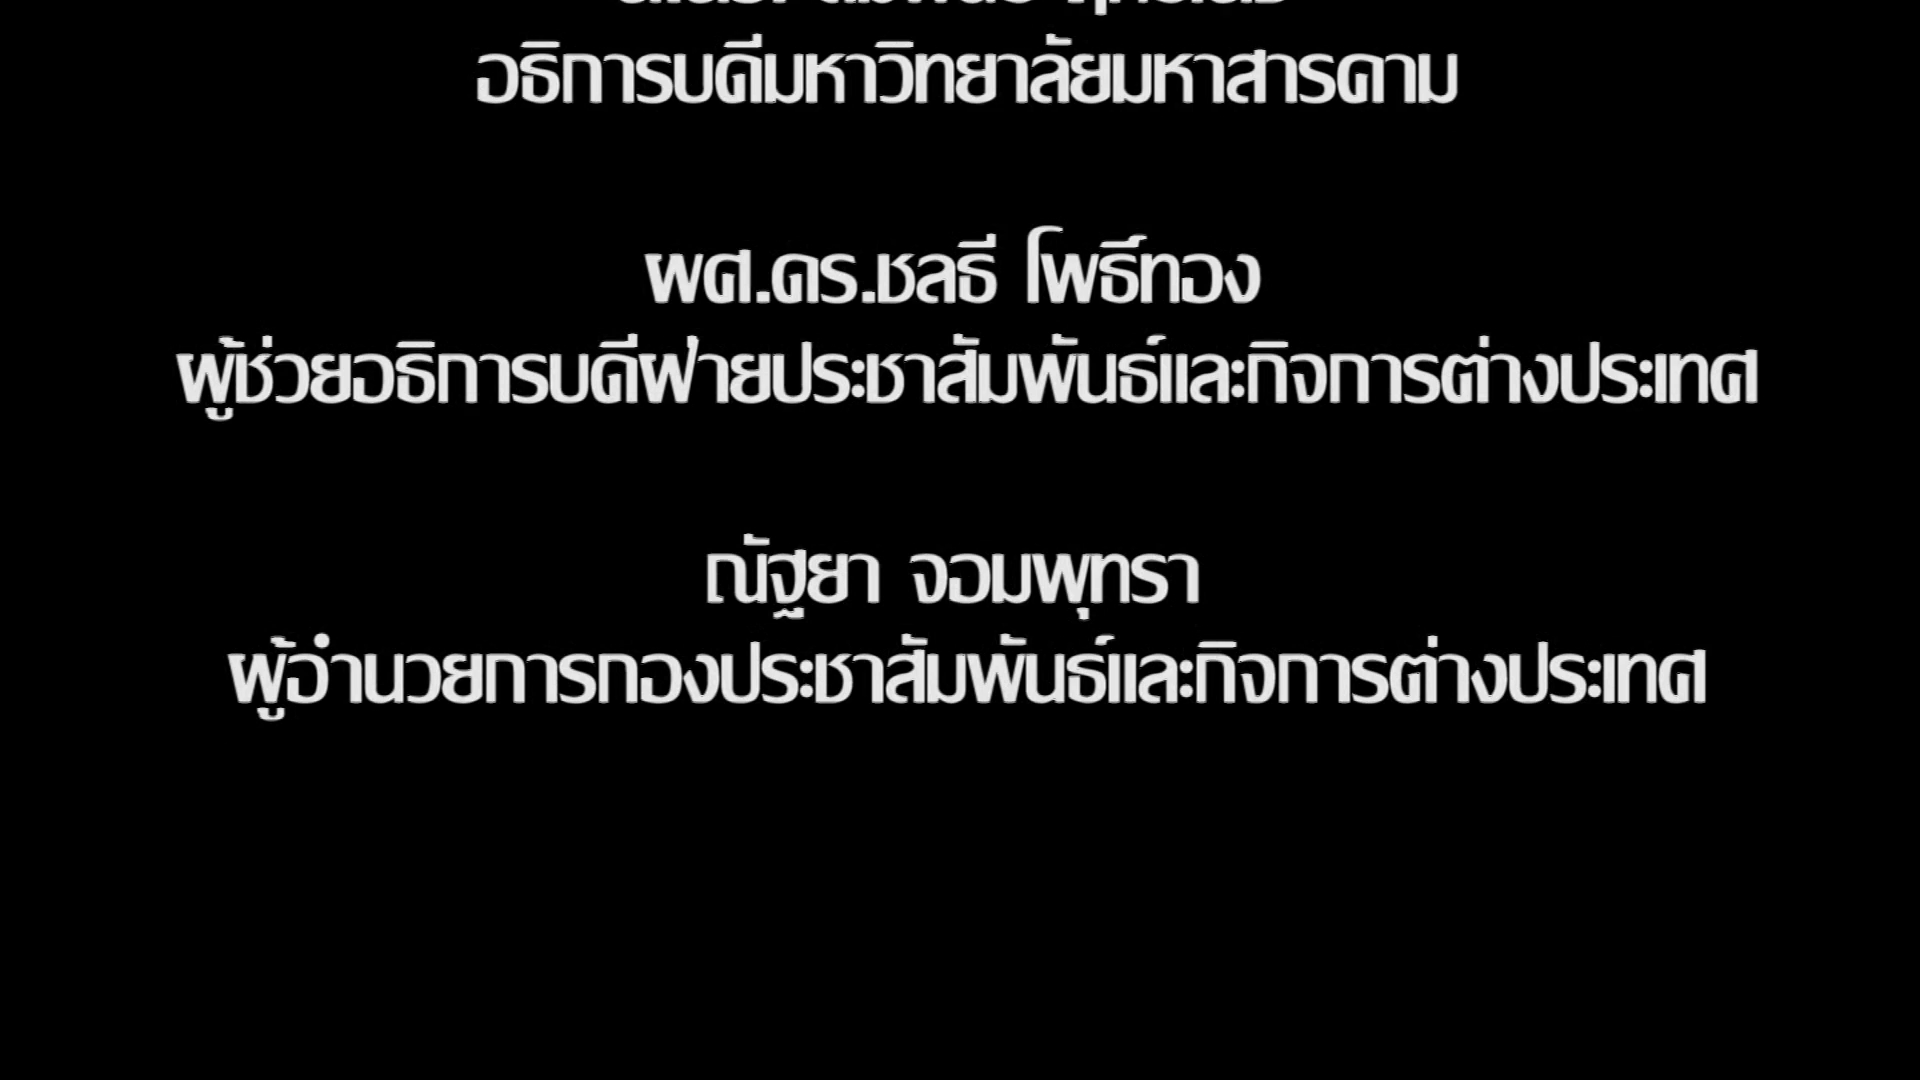 อธิการบดีมหาวิทยาลัยมหาสารคาม
ผศ.ดร.ชลธี โพธิ์ทอง
ผู้ช่วยอธิการบดีฝ่ายประชาสัมพันธ์และกิจการต่างประเทศ
ณัฐยา จอมพุทรา
ผู้อำนวยการกองประชาสัมพันธ์และกิจการต่างประเทศ